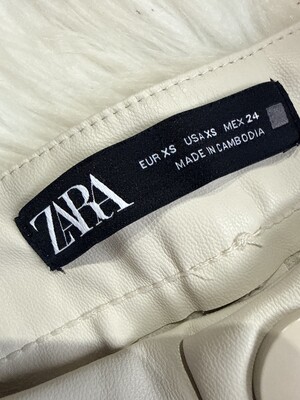 ZARA
EUR XS USA XS MEX 24
MADE IN CAMBODIA